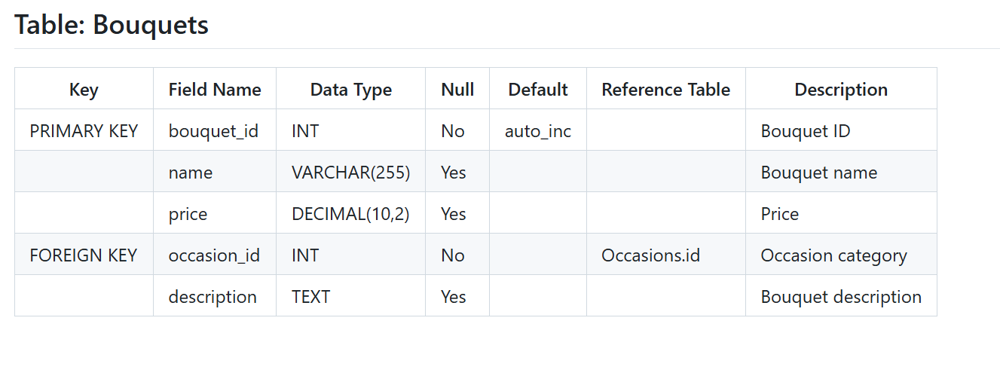 Table: Bouquets
Key Field Name Data Type Null Default Reference Table Description
PRIMARY KEY bouquet_id INT No auto_inc Bouquet ID
name VARCHAR(255) Yes Bouquet name
price DECIMAL(10,2) Yes Price
FOREIGN KEY occasion_id INT No Occasions.id Occasion category
description TEXT Yes Bouquet description